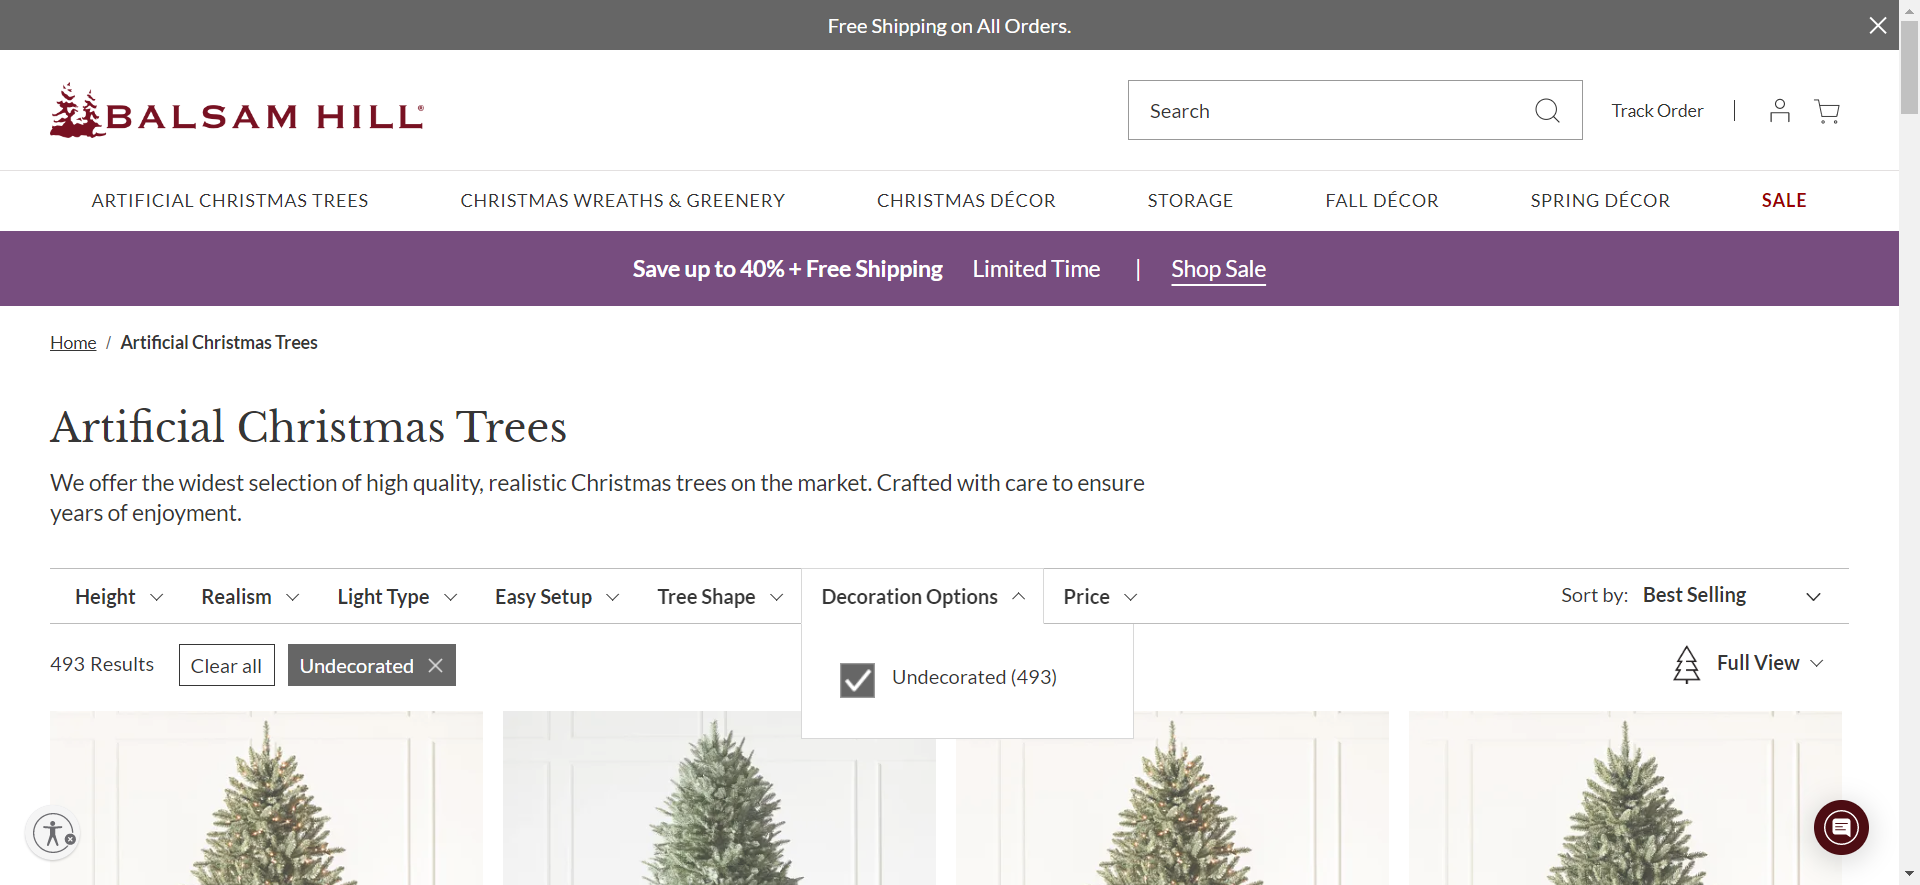 Free Shipping on All Orders.
BALSAM HILL®
Search
Track Order
ARTIFICIAL CHRISTMAS TREES
CHRISTMAS WREATHS & GREENERY
CHRISTMAS DÉCOR
STORAGE
FALL DÉCOR
SPRING DÉCOR
SALE
Save up to 40% + Free Shipping Limited Time | Shop Sale
Home / Artificial Christmas Trees
Artificial Christmas Trees
We offer the widest selection of high quality, realistic Christmas trees on the market. Crafted with care to ensure
years of enjoyment.
Height
Realism
Light Type
Easy Setup
Tree Shape
Decoration Options
Price
Sort by: Best Selling
493 Results
Clear all
Undecorated
Undecorated (493)
Full View